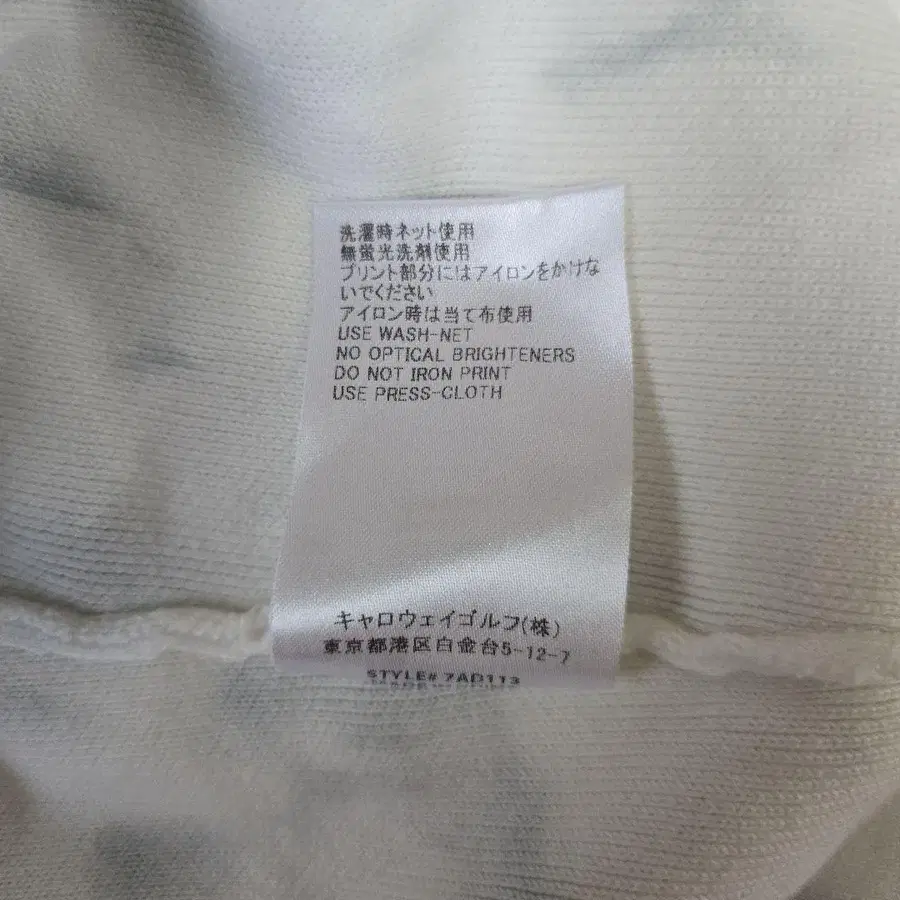 洗濯時ネット使用
無蛍光洗剤使用
プリント部分にはアイロンをかけな
いでください
アイロン時は当て布使用
USE WASH-NET
NO OPTICAL BRIGHTENERS
DO NOT IRON PRINT
USE PRESS-CLOTH
キャロウェイゴルフ(株)
東京都港区白金台5-12-7
STYLE# 7AD113